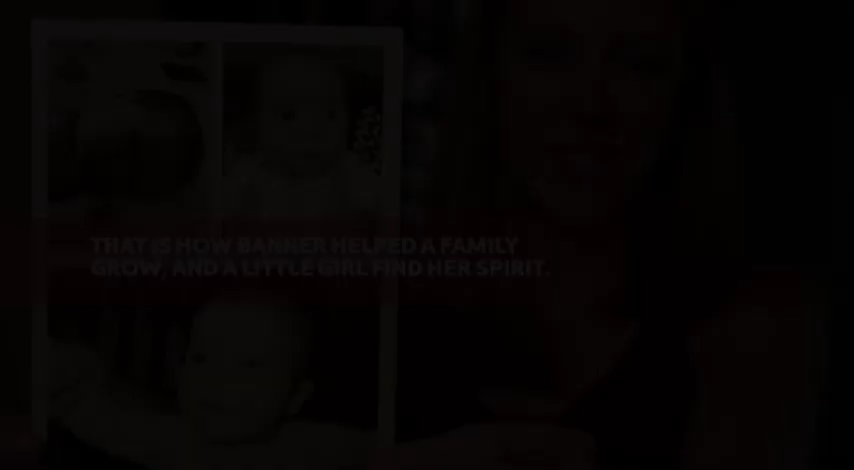 THAT IS HOW BANNER HELPED A FAMILY
GROW, AND A LITTLE GIRL FIND HER SPIRIT.